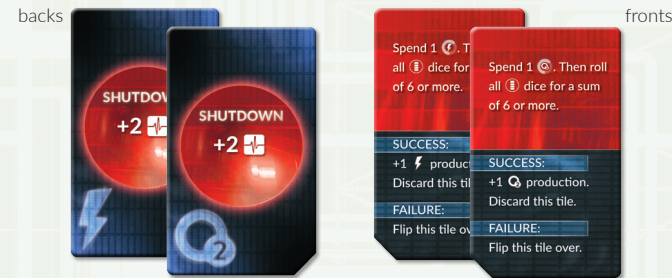 backs
fronts
SHUTDOW
+2
SHUTDOWN
+2
2
Spend 1 . T
all dice for
of 6 or more.
SUCCESS:
+1 produc
Discard this til
FAILURE:
Flip this tile ov
Spend 1 . Then roll
all dice for a sum
of 6 or more.
SUCCESS:
+1 production.
Discard this tile.
FAILURE:
Flip this tile over.